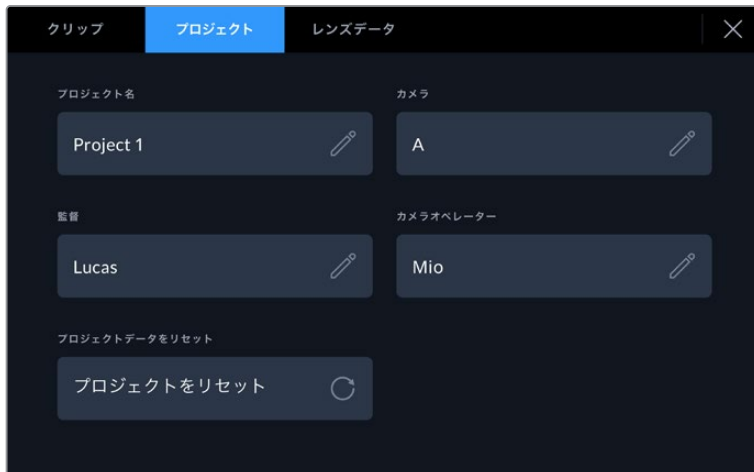 クリップ
プロジェクト
レンズデータ
プロジェクト名
カメラ
Project 1
A
監督
カメラオペレーター
Lucas
Mio
プロジェクトデータをリセット
プロジェクトをリセット